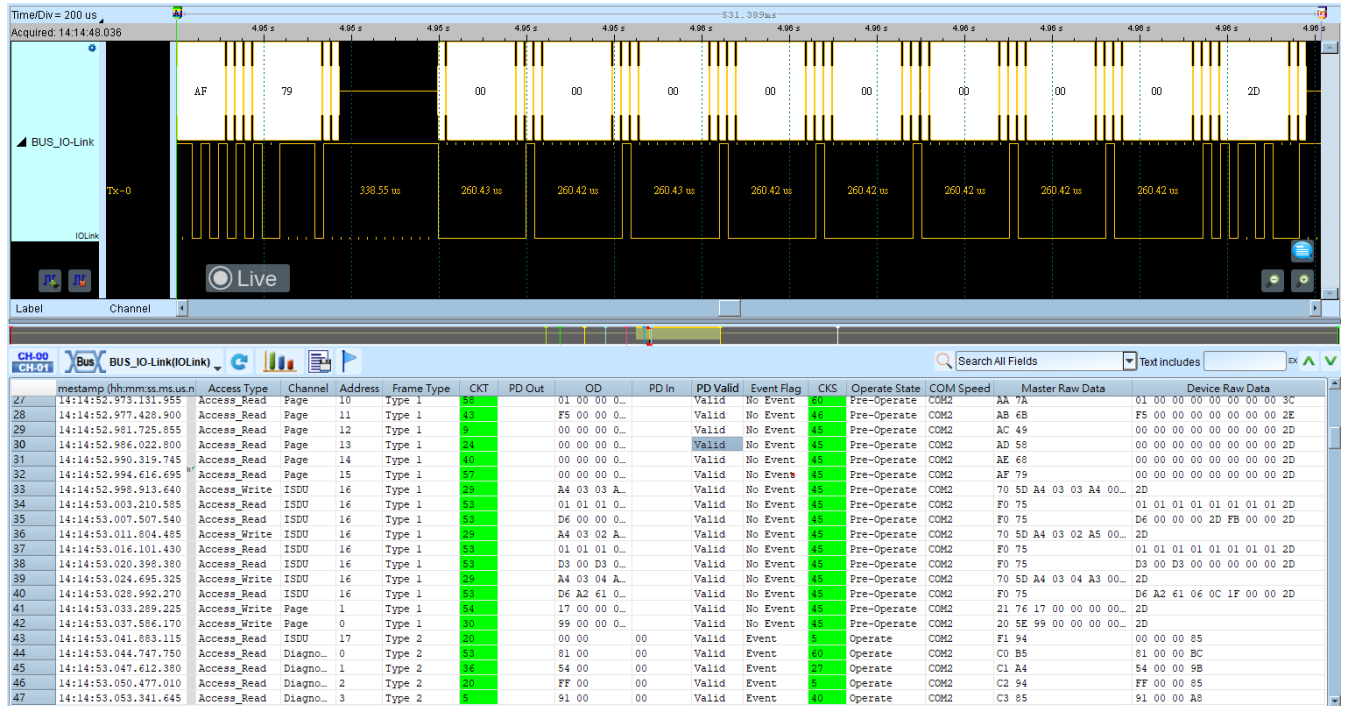 Time/Div = 200 us 531.389ms
Acquired: 14:14:48.036 4.95 s 4.95 s 4.95 s 4.95 s 4.95 s 4.96 s 4.96 s 4.96 s 4.96 s 4.96 s 4.96 s 4.96 s 4.96 s
AF 79 00 00 00 00 00 00 00 00 2D
BUS_IO-Link
Tx-0 338.55 us 260.43 us 260.42 us 260.43 us 260.42 us 260.42 us 260.42 us 260.42 us 260.42 us
IOLink
Live
Label Channel
CH-00
CH-01 Bus BUS_IO-Link(IOLink) Search All Fields Text includes EX
mestamp (hh:mm:ss.ms.us.n Access Type Channel Address Frame Type CKT PD Out OD PD In PD Valid Event Flag CKS Operate State COM Speed Master Raw Data Device Raw Data
27 14:14:52.973.131.955 Access_Read Page 10 Type 1 58 01 00 00 0... Valid No Event 60 Pre-Operate COM2 AA 7A 01 00 00 00 00 00 00 00 3C
28 14:14:52.977.428.900 Access_Read Page 11 Type 1 43 F5 00 00 0... Valid No Event 46 Pre-Operate COM2 AB 6B F5 00 00 00 00 00 00 00 2E
29 14:14:52.981.725.855 Access_Read Page 12 Type 1 9 00 00 00 0... Valid No Event 45 Pre-Operate COM2 AC 49 00 00 00 00 00 00 00 00 2D
30 14:14:52.986.022.800 Access_Read Page 13 Type 1 24 00 00 00 0... Valid No Event 45 Pre-Operate COM2 AD 58 00 00 00 00 00 00 00 00 2D
31 14:14:52.990.319.745 Access_Read Page 14 Type 1 40 00 00 00 0... Valid No Event 45 Pre-Operate COM2 AE 68 00 00 00 00 00 00 00 00 2D
32 14:14:52.994.616.695 Access_Read Page 15 Type 1 57 00 00 00 0... Valid No Event 45 Pre-Operate COM2 AF 79 00 00 00 00 00 00 00 00 2D
33 14:14:52.998.913.640 Access_Write ISDU 16 Type 1 29 A4 03 03 A... Valid No Event 45 Pre-Operate COM2 70 5D A4 03 03 A4 00... 2D
34 14:14:53.003.210.585 Access_Read ISDU 16 Type 1 53 01 01 01 0... Valid No Event 45 Pre-Operate COM2 F0 75 01 01 01 01 01 01 01 01 2D
35 14:14:53.007.507.540 Access_Read ISDU 16 Type 1 53 D6 00 00 0... Valid No Event 45 Pre-Operate COM2 F0 75 D6 00 00 00 2D FB 00 00 2D
36 14:14:53.011.804.485 Access_Write ISDU 16 Type 1 29 A4 03 02 A... Valid No Event 45 Pre-Operate COM2 70 5D A4 03 02 A5 00... 2D
37 14:14:53.016.101.430 Access_Read ISDU 16 Type 1 53 01 01 01 0... Valid No Event 45 Pre-Operate COM2 F0 75 01 01 01 01 01 01 01 01 2D
38 14:14:53.020.398.380 Access_Read ISDU 16 Type 1 53 D3 00 D3 0... Valid No Event 45 Pre-Operate COM2 F0 75 D3 00 D3 00 00 00 00 00 2D
39 14:14:53.024.695.325 Access_Write ISDU 16 Type 1 29 A4 03 04 A... Valid No Event 45 Pre-Operate COM2 70 5D A4 03 04 A3 00... 2D
40 14:14:53.028.992.270 Access_Read ISDU 16 Type 1 53 D6 A2 61 0... Valid No Event 45 Pre-Operate COM2 F0 75 D6 A2 61 06 0C 1F 00 00 2D
41 14:14:53.033.289.225 Access_Write Page 1 Type 1 54 17 00 00 0... Valid No Event 45 Pre-Operate COM2 21 76 17 00 00 00 00... 2D
42 14:14:53.037.586.170 Access_Write Page 0 Type 1 30 99 00 00 0... Valid No Event 45 Pre-Operate COM2 20 5E 99 00 00 00 00... 2D
43 14:14:53.041.883.115 Access_Read ISDU 17 Type 2 20 00 00 00 Valid Event 5 Operate COM2 F1 94 00 00 00 85
44 14:14:53.044.747.750 Access_Read Diagno... 0 Type 2 53 81 00 00 Valid Event 60 Operate COM2 C0 B5 81 00 00 BC
45 14:14:53.047.612.380 Access_Read Diagno... 1 Type 2 36 54 00 00 Valid Event 27 Operate COM2 C1 A4 54 00 00 9B
46 14:14:53.050.477.010 Access_Read Diagno... 2 Type 2 20 FF 00 00 Valid Event 5 Operate COM2 C2 94 FF 00 00 85
47 14:14:53.053.341.645 Access_Read Diagno... 3 Type 2 5 91 00 00 Valid Event 40 Operate COM2 C3 85 91 00 00 A8